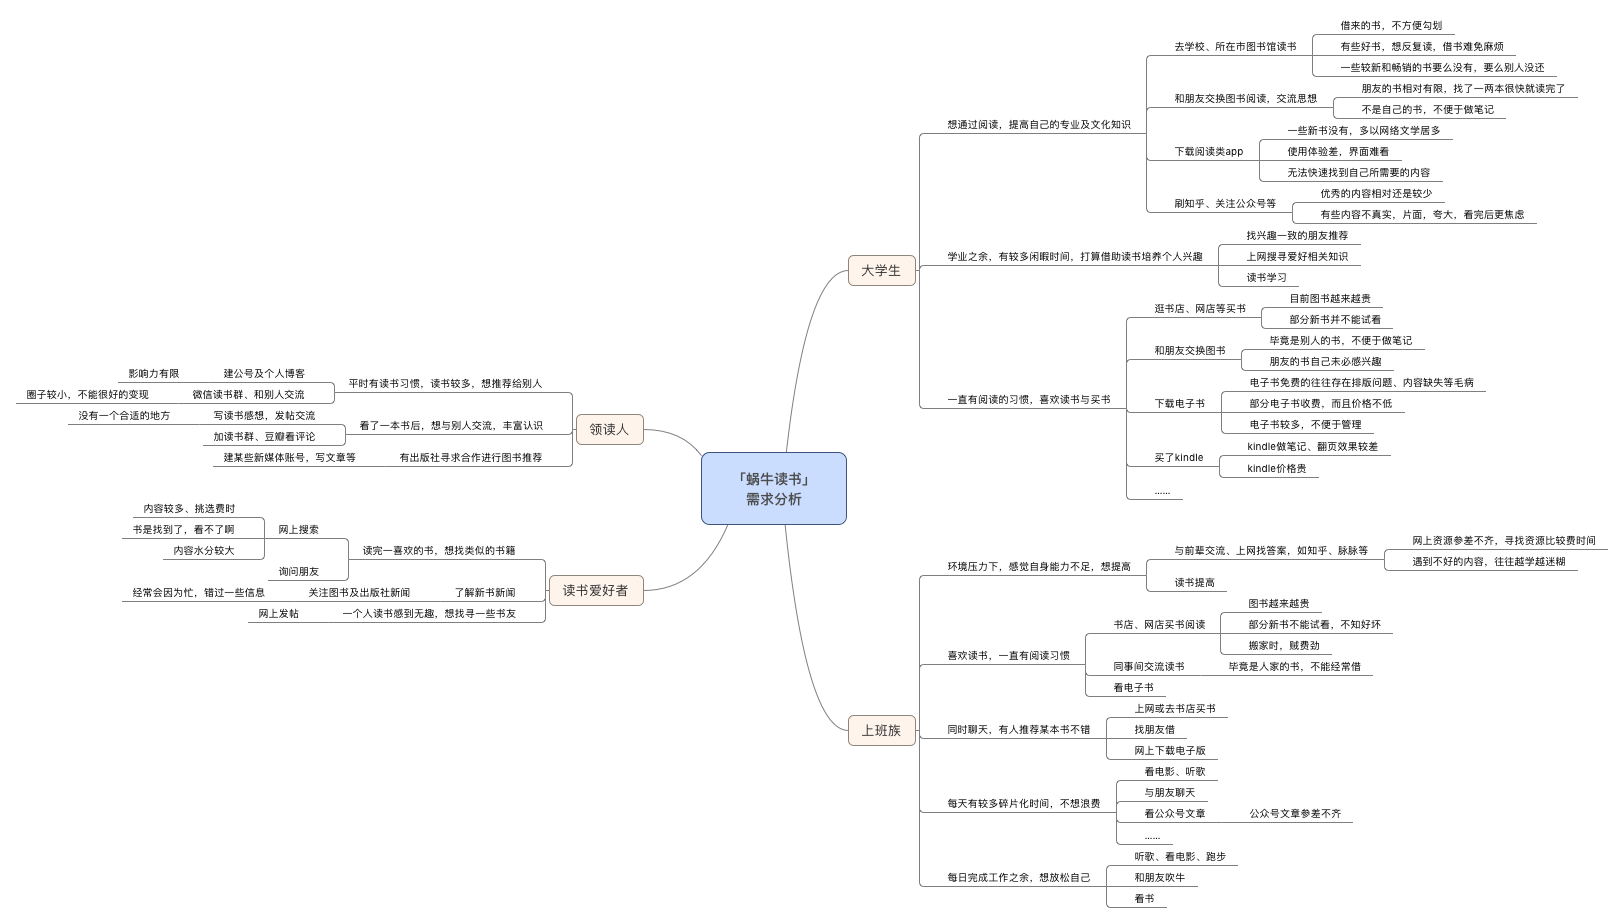 「蜗牛读书」
需求分析
大学生
想通过阅读，提高自己的专业及文化知识
去学校、所在市图书馆读书
借来的书，不方便勾划
有些好书，想反复读，借书难免麻烦
一些较新和畅销的书要么没有，要么别人没还
和朋友交换图书阅读，交流思想
朋友的书相对有限，找了一两本很快就读完了
不是自己的书，不便于做笔记
下载阅读类app
一些新书没有，多以网络文学居多
使用体验差，界面难看
无法快速找到自己所需要的内容
刷知乎、关注公众号等
优秀的内容相对还是较少
有些内容不真实，片面，夸大，看完后更焦虑
学业之余，有较多闲暇时间，打算借助读书培养个人兴趣
找兴趣一致的朋友推荐
上网搜寻爱好相关知识
读书学习
一直有阅读的习惯，喜欢读书与买书
逛书店、网店等买书
目前图书越来越贵
部分新书并不能试看
和朋友交换图书
毕竟是别人的书，不便于做笔记
朋友的书自己未必感兴趣
下载电子书
电子书免费的往往存在排版问题、内容缺失等毛病
部分电子书收费，而且价格不低
电子书较多，不便于管理
买了kindle
kindle做笔记、翻页效果较差
kindle价格贵
……
上班族
环境压力下，感觉自身能力不足，想提高
与前辈交流、上网找答案，如知乎、脉脉等
网上资源参差不齐，寻找资源比较费时间
遇到不好的内容，往往越学越迷糊
读书提高
喜欢读书，一直有阅读习惯
书店、网店买书阅读
图书越来越贵
部分新书不能试看，不知好坏
搬家时，贼费劲
同事间交流读书
毕竟是人家的书，不能经常借
看电子书
同时聊天，有人推荐某本书不错
上网或去书店买书
找朋友借
网上下载电子版
每天有较多碎片化时间，不想浪费
看电影、听歌
与朋友聊天
看公众号文章
公众号文章参差不齐
……
每日完成工作之余，想放松自己
听歌、看电影、跑步
和朋友吹牛
看书
领读人
平时有读书习惯，读书较多，想推荐给别人
建公号及个人博客
影响力有限
微信读书群、和别人交流
圈子较小，不能很好的变现
看了一本书后，想与别人交流，丰富认识
写读书感想，发帖交流
没有一个合适的地方
加读书群、豆瓣看评论
有出版社寻求合作进行图书推荐
建某些新媒体账号，写文章等
读书爱好者
读完一喜欢的书，想找类似的书籍
网上搜索
内容较多、挑选费时
书是找到了，看不了啊
内容水分较大
询问朋友
了解新书新闻
关注图书及出版社新闻
经常会因为忙，错过一些信息
一个人读书感到无趣，想找寻一些书友
网上发帖